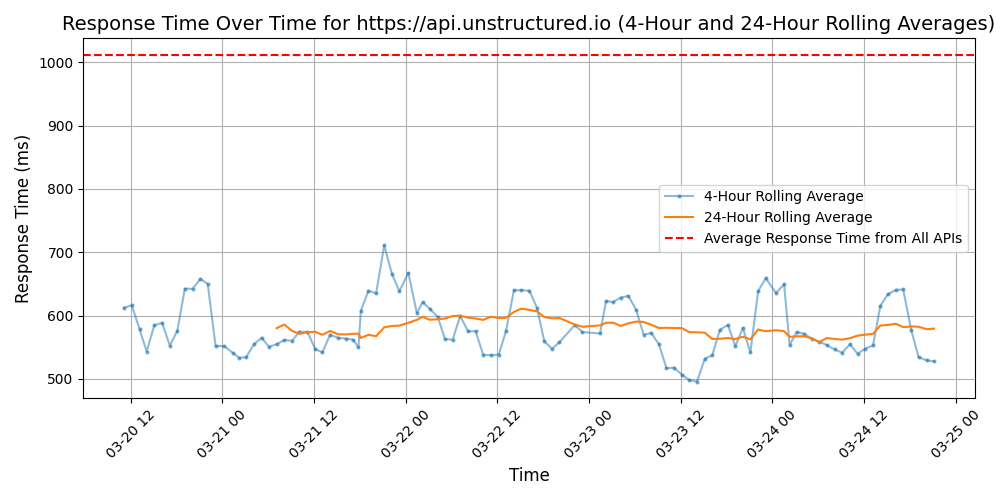 Response Time Over Time for https://api.unstructured.io (4-Hour and 24-Hour Rolling Averages)
Response Time (ms)
1000
900
800
700
600
500
4-Hour Rolling Average
24-Hour Rolling Average
Average Response Time from All APIs
03-20 12
03-21 00
03-21 12
03-22 00
03-22 12
03-23 00
03-23 12
03-24 00
03-24 12
03-25 00
Time